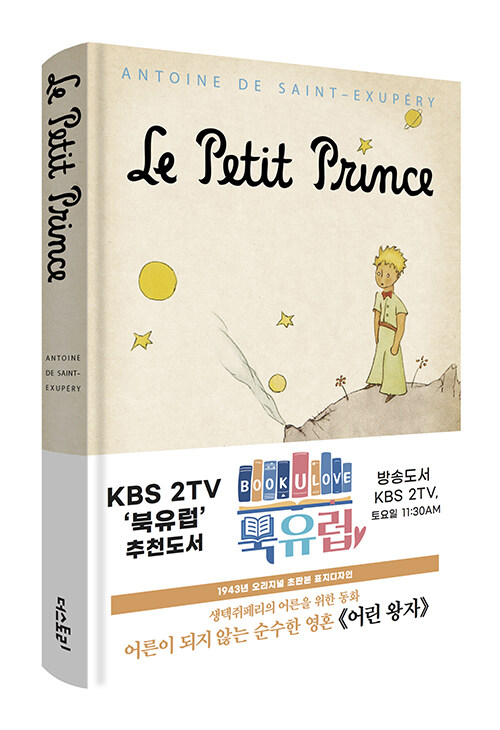 ANTOINE DE SAINT-EXUPÉRY
Le Petit Prince
Le Petit Prince
ANTOINE
DE SAINT-
EXUPÉRY
KBS 2TV
‘북유럽’
추천도서
BOOK U LOVE
북유럽
방송도서
KBS 2TV,
토요일 11:30AM
1943년 오리지널 초판본 표지디자인
생텍쥐페리의 어른을 위한 동화
어른이 되지 않는 순수한 영혼 《어린 왕자》
더스토리